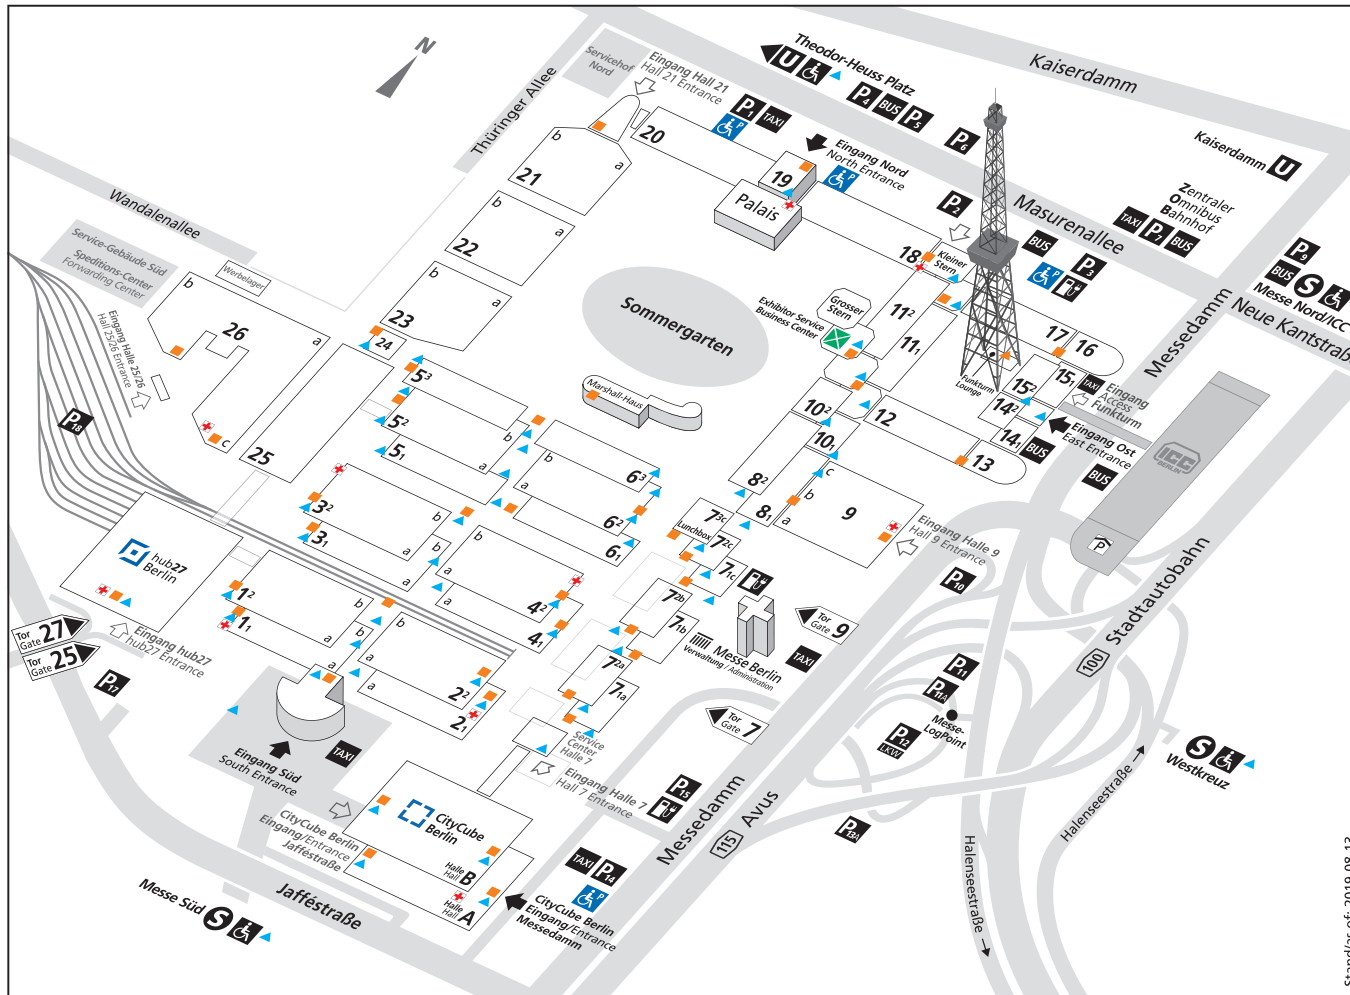 N
Servicehof
Nord
Eingang Hall 21
Hall 21 Entrance
Thüringer Allee
Theodor-Heuss Platz
U
P4
BUS
P5
P6
Kaiserdamm
Kaiserdamm
U
P1
TAXI
P
Eingang Nord
North Entrance
P
P2
Masurenallee
Zentraler
Omnibus
Bahnhof
TAXI
P7
BUS
P9
BUS
S
Messe Nord/ICC
Neue Kantstraß
Messedamm
BUS
P
P3
Wandalenallee
Service-Gebäude Süd
Speditions-Center
Forwarding Center
Werbelager
Eingang Halle 25/26
Hall 25/26 Entrance
P18
b
a
21
20
19
Palais
22
a
b
23
a
24
b
26
a
c
25
Sommergarten
Marshall-Haus
Exhibitor Service
Business Center
Grosser
Stern
Kleiner
Stern
18
11²
11₁
17
16
Funkturm
Lounge
15²
15₁
14²
14₁
TAXI
Eingang
Access
Funkturm
Eingang Ost
East Entrance
BUS
BUS
ICC
BERLIN
P
12
13
10²
10₁
8²
8₁
9
c
b
a
Eingang Halle 9
Hall 9 Entrance
P10
5³
5²
5₁
b
a
6³
6²
6₁
b
a
3²
3₁
b
a
b
a
4²
4₁
b
a
7³ᶜ
Lunchbox
7²ᶜ
7₁c
7²ᵇ
7₁b
7²ᵃ
7₁a
Messe Berlin
Verwaltung / Administration
Tor
Gate 9
TAXI
Tor
Gate 7
hub27
Berlin
Tor
Gate 27
Tor
Gate 25
Eingang hub27
hub27 Entrance
P17
1²
1₁
b
a
b
a
2²
2₁
b
a
Eingang Süd
South Entrance
TAXI
Service
Center
Halle 7
Eingang Halle 7
Hall 7 Entrance
P15
CityCube
Berlin
Halle
Hall B
Halle
Hall A
CityCube Berlin
Eingang/Entrance
Jafféstraße
TAXI
P14
P
CityCube Berlin
Eingang/Entrance
Messedamm
Messe Süd
S
Jafféstraße
Messedamm
115
Avus
100
Stadtautobahn
P11
P11A
Messe-
LogPoint
P12
LKW
P13A
S
Westkreuz
Halenseestraße
Halenseestraße
Stand/as of: 2019-08-13